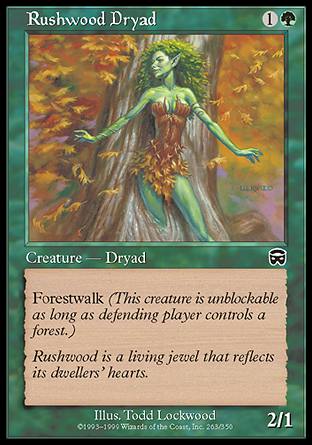 Rushwood Dryad 1
Creature — Dryad
Forestwalk (This creature is unblockable
as long as defending player controls a
forest.)
Rushwood is a living jewel that reflects
its dwellers' hearts.
2/1
Illus. Todd Lockwood
©1993–1999 Wizards of the Coast, Inc. 263/350